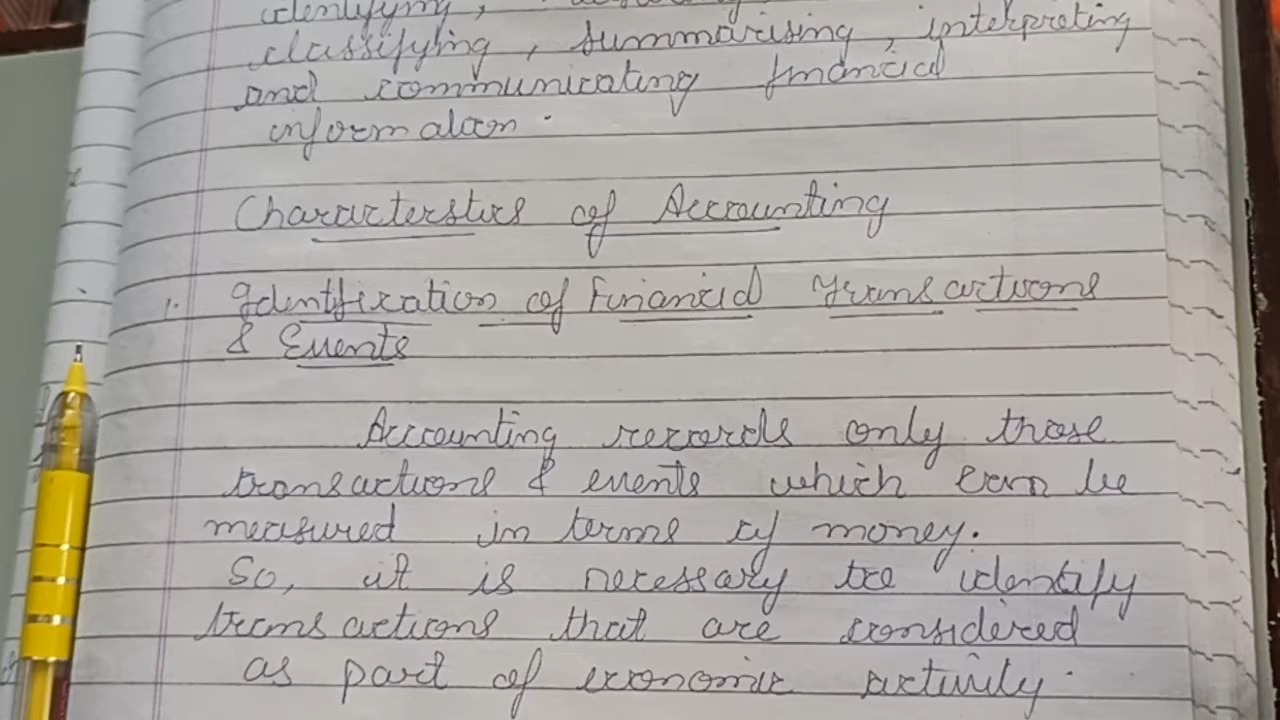 identifying,
classifying, summarising, interpreting
and communicating financial
information.
Characterstics of Accounting
1. Identification of Financial Transactions
& Events
Accounting records only those
transactions & events which can be
measured in terms of money.
So, it is necessary to identify
transactions that are considered
as part of economic activity.